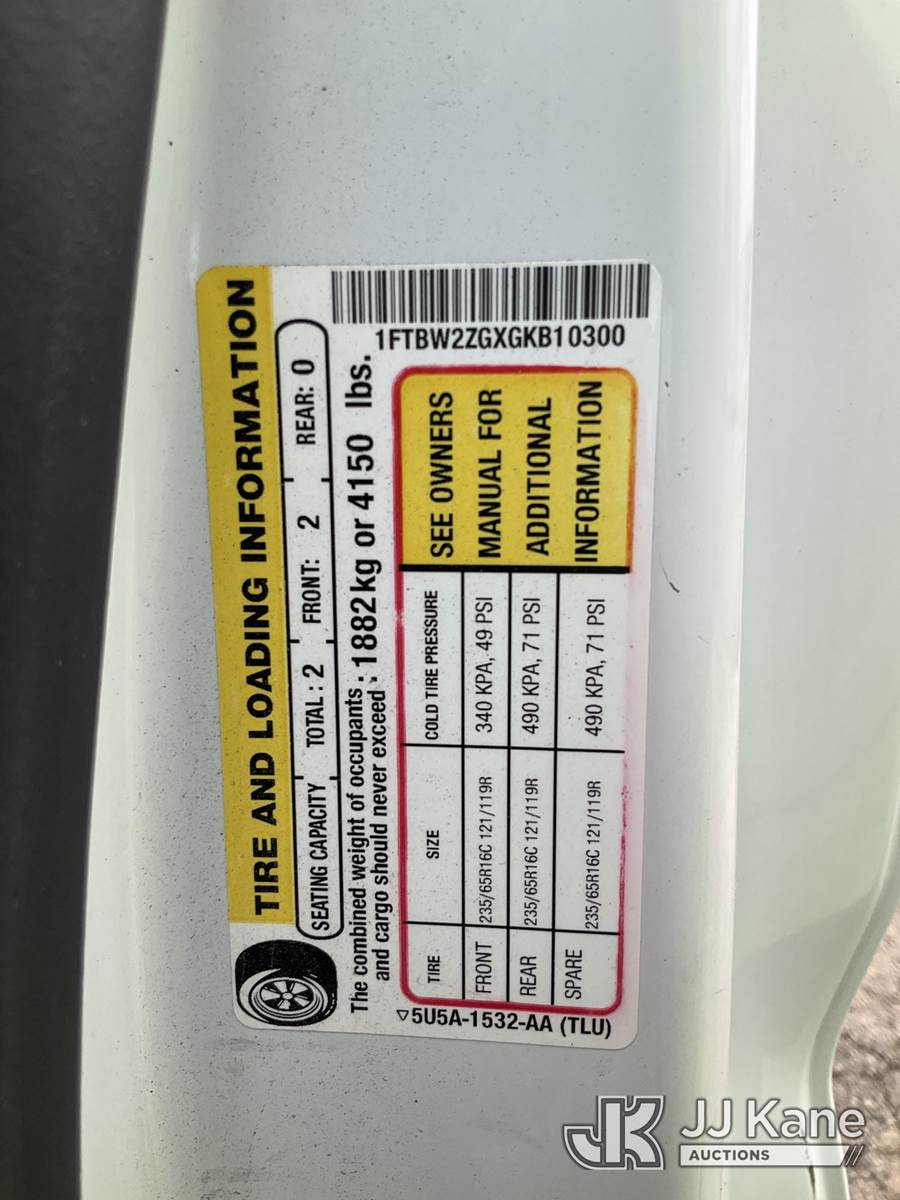 TIRE AND LOADING INFORMATION
SEATING CAPACITY TOTAL : 2 FRONT: 2 REAR: 0
The combined weight of occupants : 1882kg or 4150 lbs.
and cargo should never exceed :
TIRE SIZE COLD TIRE PRESSURE
FRONT 235/65R16C 121/119R 340 KPA, 49 PSI
REAR 235/65R16C 121/119R 490 KPA, 71 PSI
SPARE 235/65R16C 121/119R 490 KPA, 71 PSI
SEE OWNERS
MANUAL FOR
ADDITIONAL
INFORMATION
5U5A-1532-AA (TLU)
1FTBW2ZGXGKB10300
JK JJ Kane
AUCTIONS